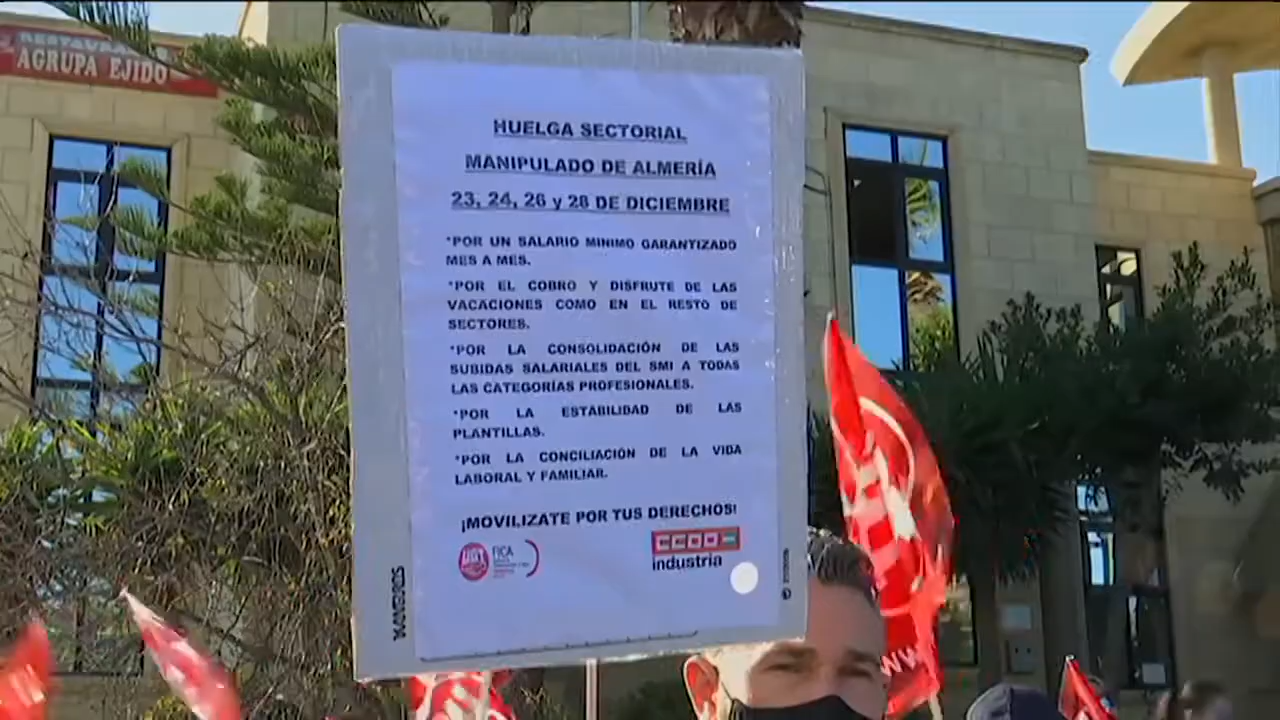 RESTAURANTE
AGRUPA EJIDO
HUELGA SECTORIAL
MANIPULADO DE ALMERÍA
23, 24, 26 y 28 DE DICIEMBRE
*POR UN SALARIO MINIMO GARANTIZADO
MES A MES.
*POR EL COBRO Y DISFRUTE DE LAS
VACACIONES COMO EN EL RESTO DE
SECTORES.
*POR LA CONSOLIDACIÓN DE LAS
SUBIDAS SALARIALES DEL SMI A TODAS
LAS CATEGORÍAS PROFESIONALES.
*POR LA ESTABILIDAD DE LAS
PLANTILLAS.
*POR LA CONCILIACIÓN DE LA VIDA
LABORAL Y FAMILIAR.
¡MOVILIZATE POR TUS DERECHOS!
UGT FICA
CCOO
industria